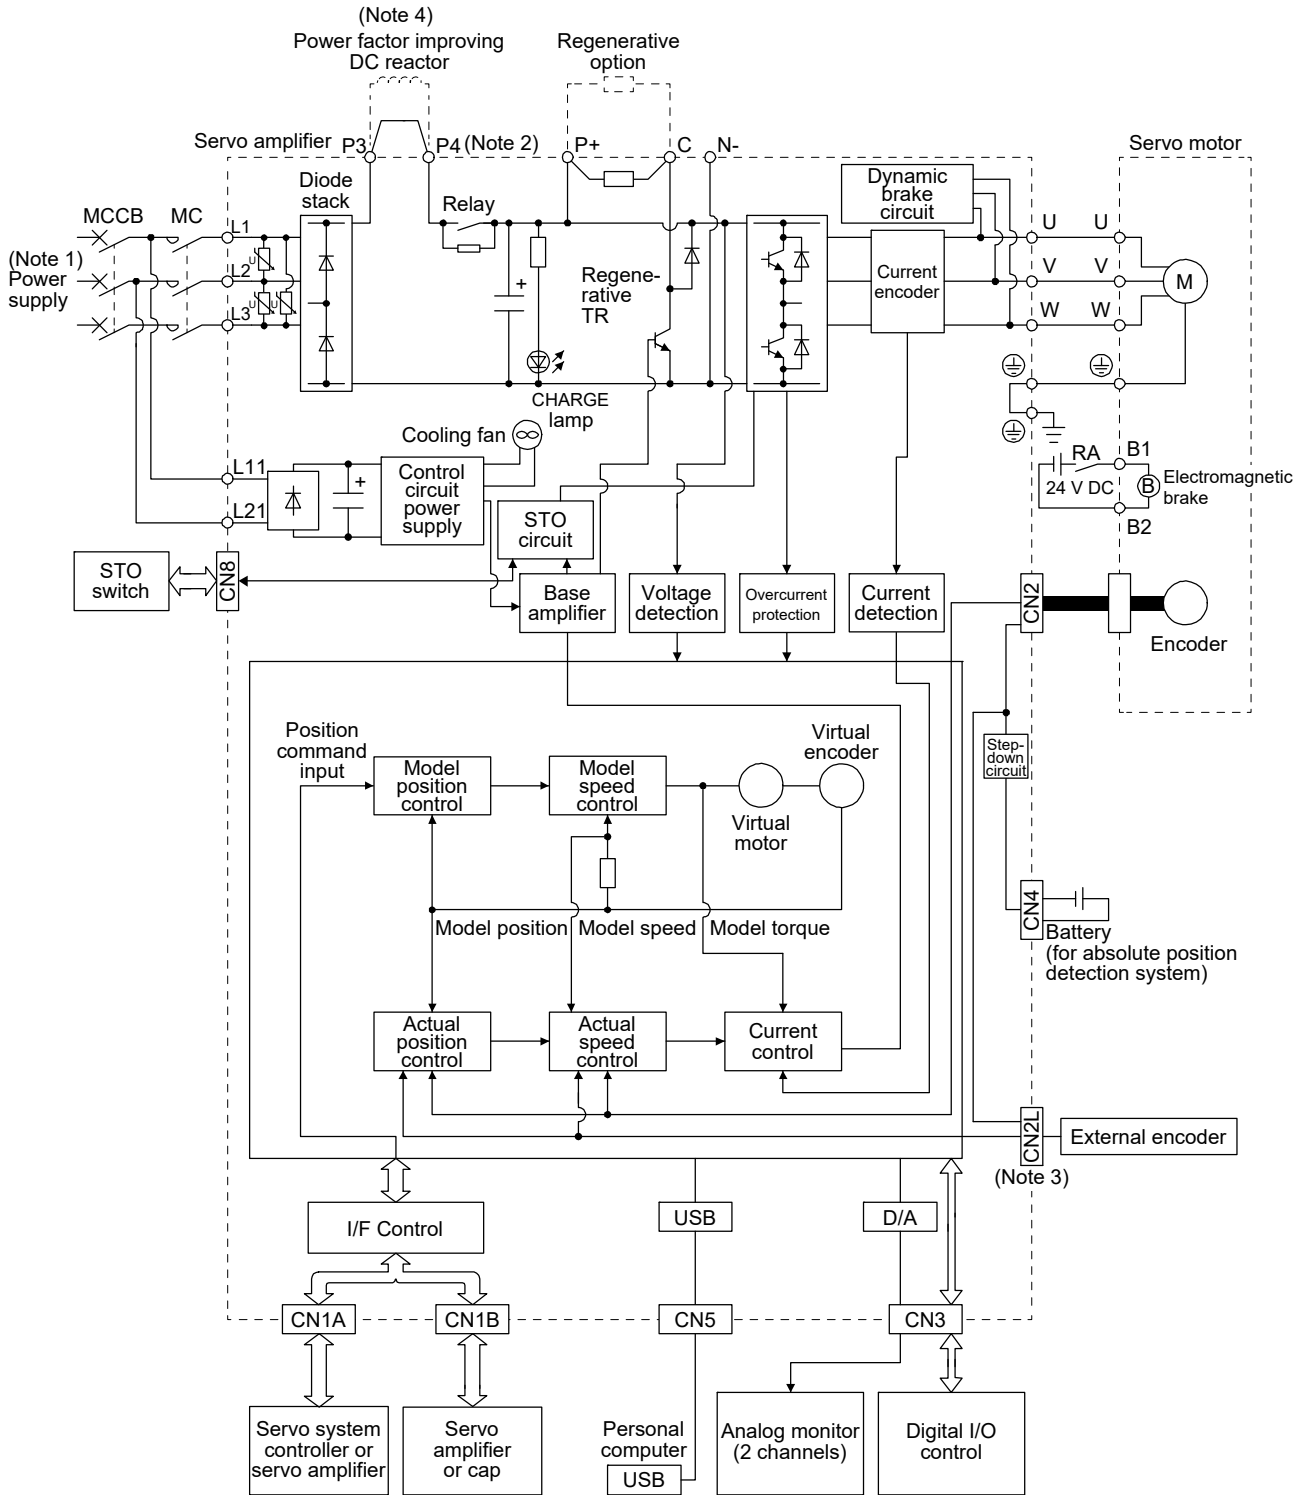 (Note 4)
Power factor improving
DC reactor
Regenerative
option
Servo amplifier
P3
P4
(Note 2)
P+
C
N-
Servo motor
Diode
stack
Relay
Dynamic
brake
circuit
MCCB
MC
L1
L2
L3
U
U
U
(Note 1)
Power
supply
+
Regene-
rative
TR
Current
encoder
U
U
V
V
W
W
M
CHARGE
lamp
Cooling fan
L11
L21
+
Control
circuit
power
supply
STO
circuit
RA
24 V DC
B1
B
B2
Electromagnetic
brake
STO
switch
CN8
Base
amplifier
Voltage
detection
Overcurrent
protection
Current
detection
CN2
Encoder
Position
command
input
Model
position
control
Model
speed
control
Virtual
motor
Virtual
encoder
Step-
down
circuit
Model position
Model speed
Model torque
CN4
Battery
(for absolute position
detection system)
Actual
position
control
Actual
speed
control
Current
control
CN2L
External encoder
(Note 3)
I/F Control
USB
D/A
CN1A
CN1B
CN5
CN3
Servo system
controller or
servo amplifier
Servo
amplifier
or cap
Personal
computer
USB
Analog monitor
(2 channels)
Digital I/O
control